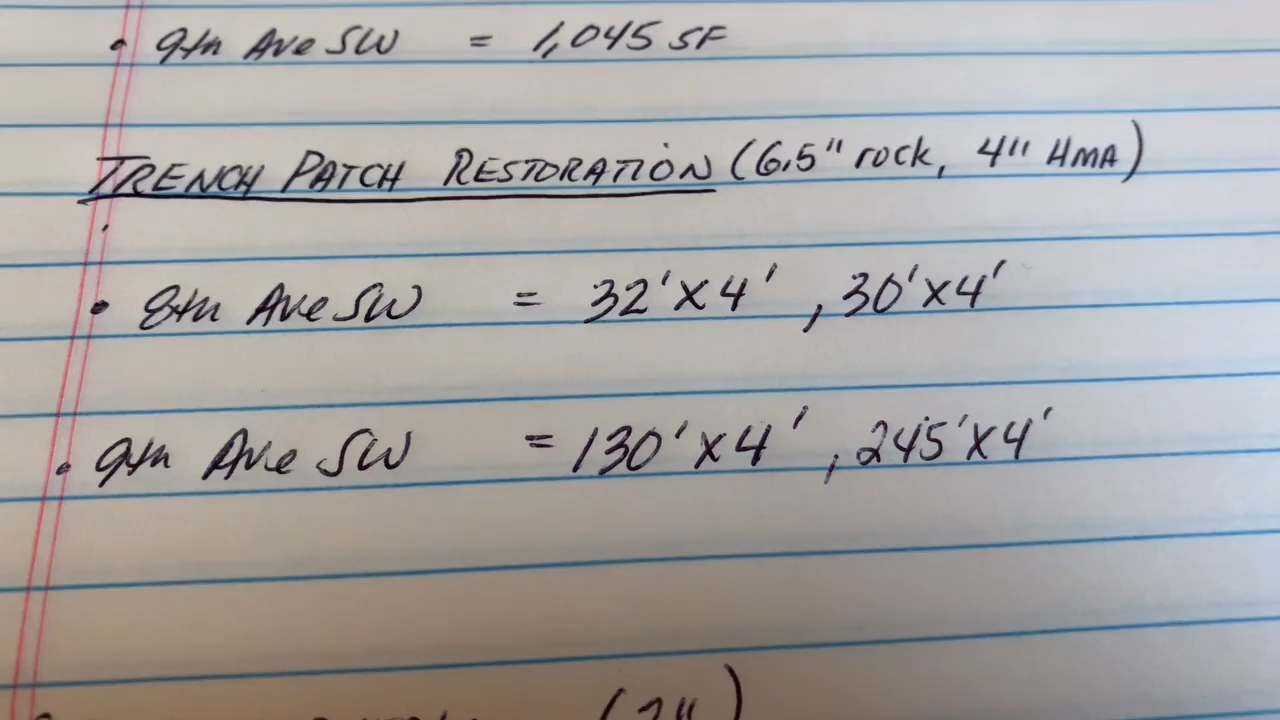 • 9th Ave SW = 1,045 SF
TRENCH PATCH RESTORATION (6.5" rock, 4" HMA)
• 8th Ave SW = 32'X4', 30'X4'
• 9th Ave SW = 130'X4', 245'X4'
(2")